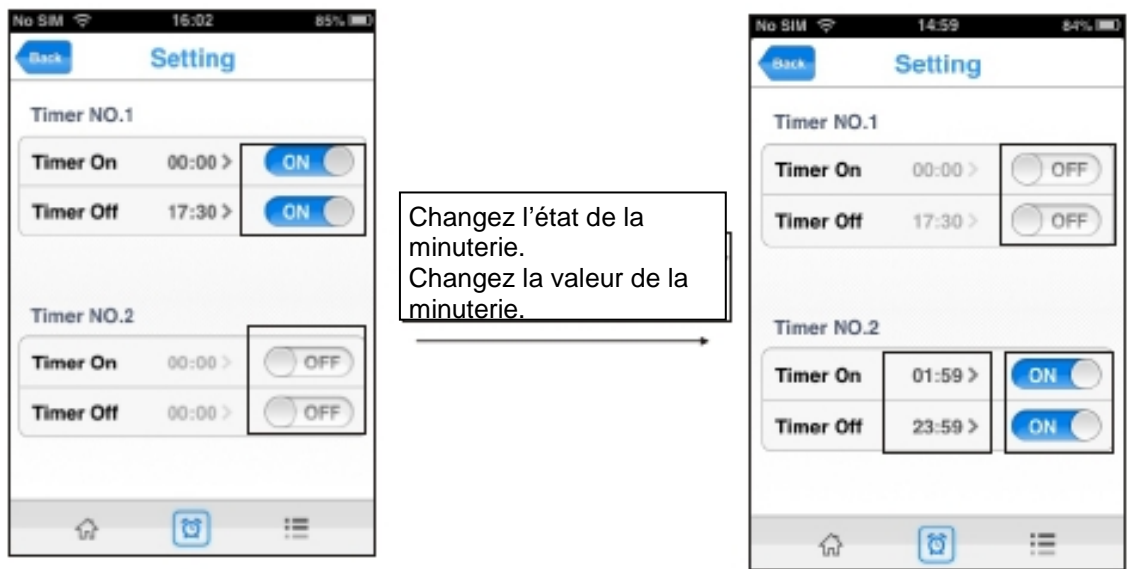 No SIM 16:02 85%
Back Setting
Timer NO.1
Timer On 00:00 > ON
Timer Off 17:30 > ON
Timer NO.2
Timer On 00:00 > OFF
Timer Off 00:00 > OFF
Changez l’état de la
minuterie.
Changez la valeur de la
minuterie.
No SIM 14:59 84%
Back Setting
Timer NO.1
Timer On 00:00 > OFF
Timer Off 17:30 > OFF
Timer NO.2
Timer On 01:59 > ON
Timer Off 23:59 > ON